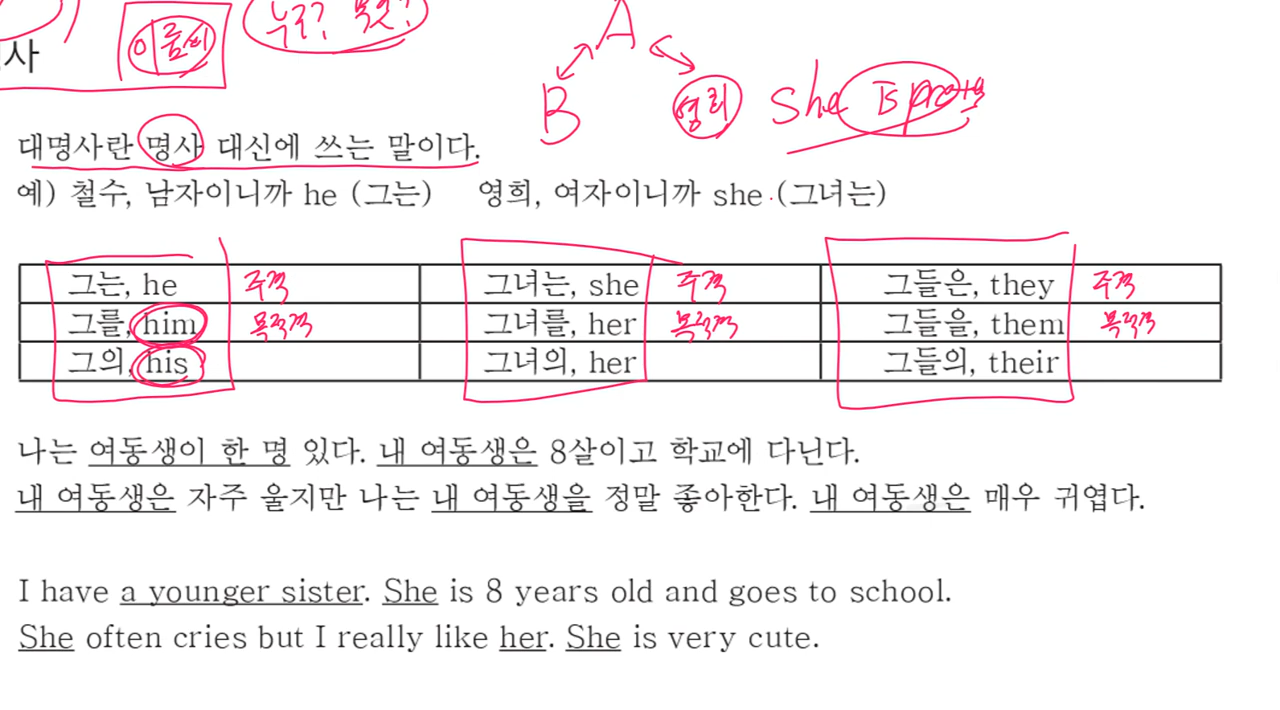 누구? 무엇?
이름씨
사
A
B 영희 She is pretty
대명사란 명사 대신에 쓰는 말이다.
예) 철수, 남자이니까 he (그는) 영희, 여자이니까 she (그녀는)
그는, he 주격 그녀는, she 주격 그들은, they 주격
그를, him 목적격 그녀를, her 목적격 그들을, them 목적격
그의, his 그녀의, her 그들의, their
나는 여동생이 한 명 있다. 내 여동생은 8살이고 학교에 다닌다.
내 여동생은 자주 울지만 나는 내 여동생을 정말 좋아한다. 내 여동생은 매우 귀엽다.
I have a younger sister. She is 8 years old and goes to school.
She often cries but I really like her. She is very cute.